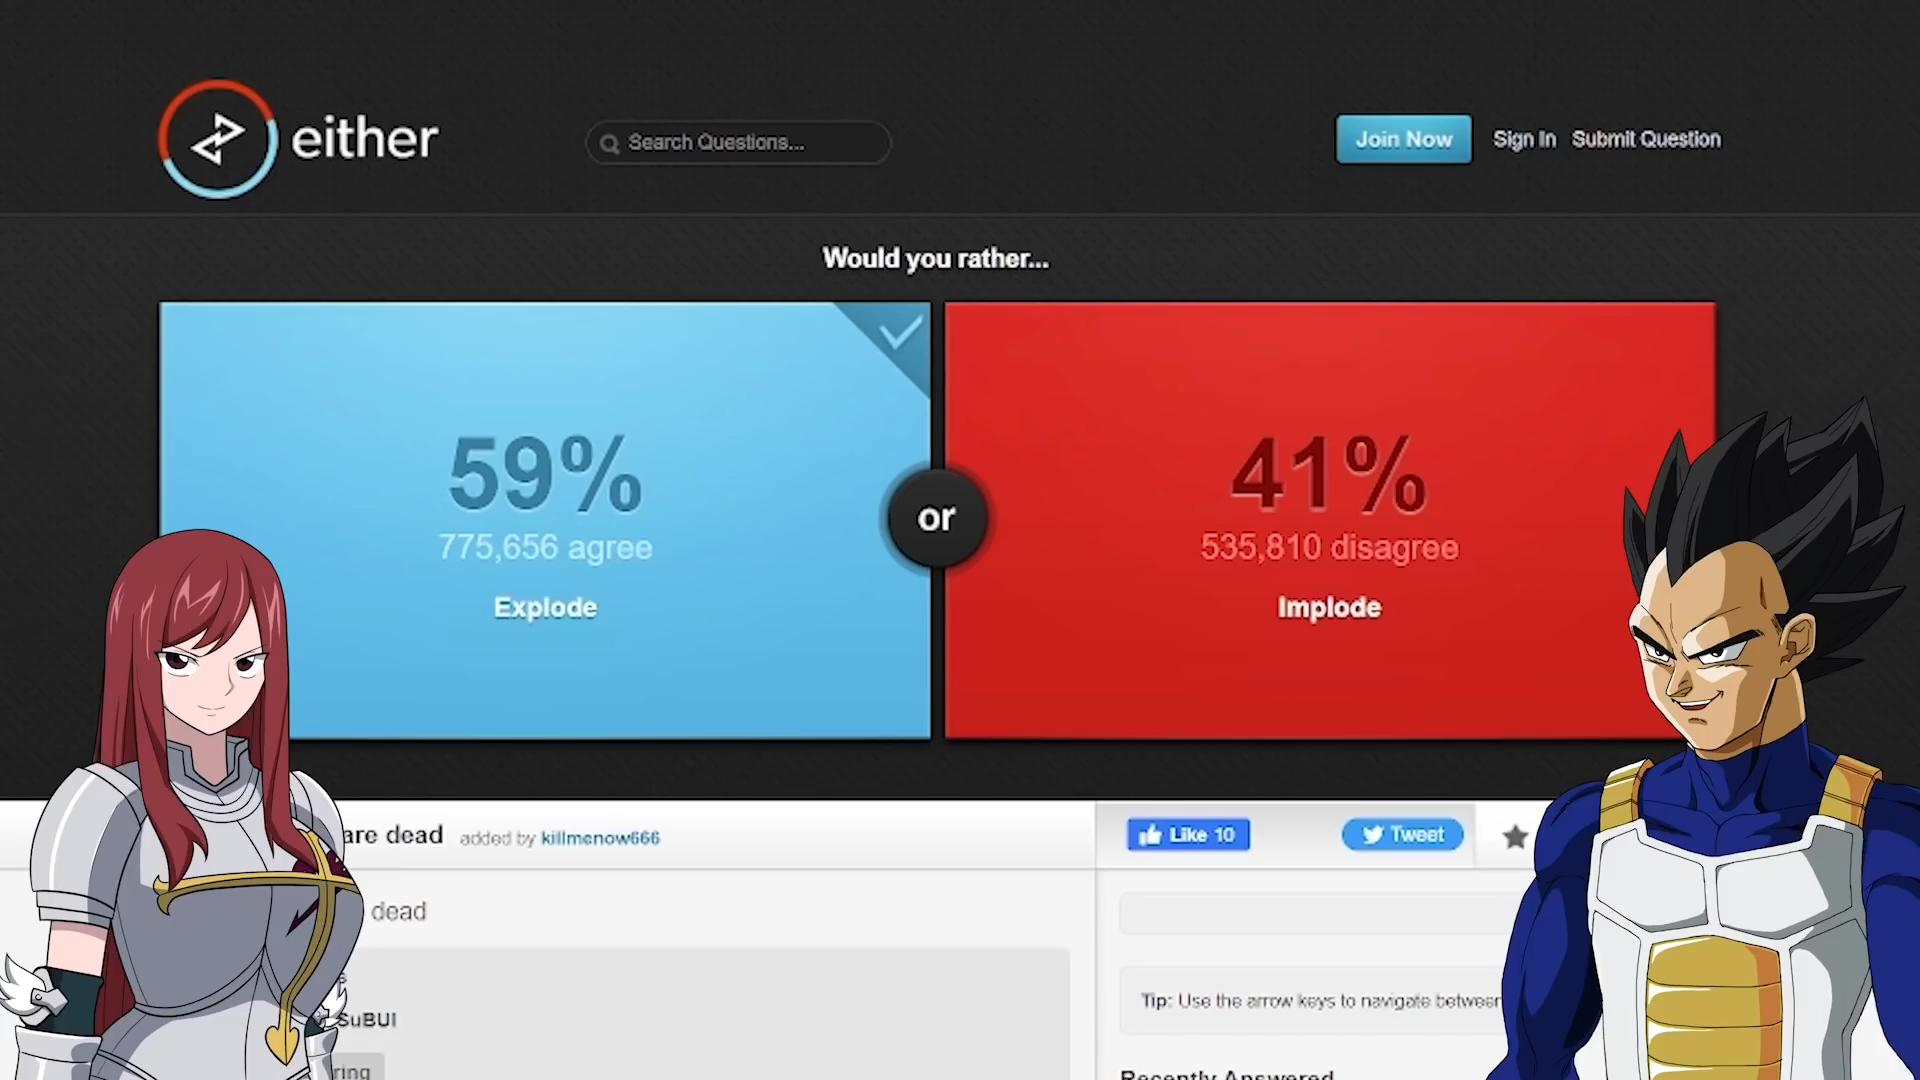 either
Search Questions...
Join Now
Sign In
Submit Question
Would you rather...
59%
775,656 agree
Explode
or
41%
535,810 disagree
Implode
are dead
added by killmenow666
Like 10
Tweet
dead
s
SuBUI
ring
Tip: Use the arrow keys to navigate between
Recently Answered